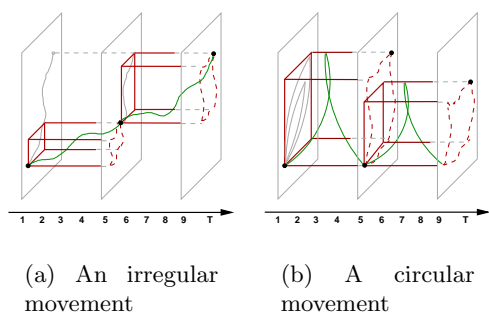 1 2 3 4 5 6 7 8 9 T
1 2 3 4 5 6 7 8 9 T
(a) An irregular
movement
(b) A circular
movement